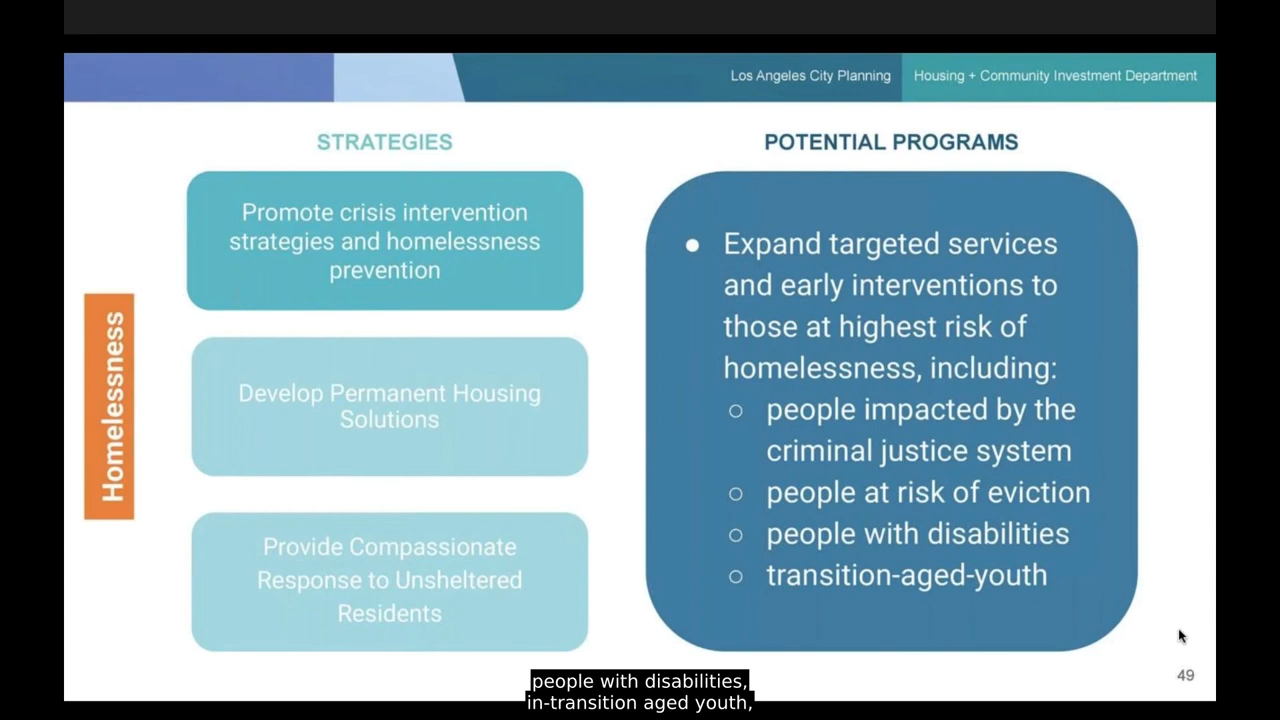 Los Angeles City Planning
Housing + Community Investment Department
STRATEGIES
Promote crisis intervention
strategies and homelessness
prevention
Develop Permanent Housing
Solutions
Provide Compassionate
Response to Unsheltered
Residents
Homelessness
POTENTIAL PROGRAMS
● Expand targeted services
and early interventions to
those at highest risk of
homelessness, including:
○ people impacted by the
criminal justice system
○ people at risk of eviction
○ people with disabilities
○ transition-aged-youth
49
people with disabilities,
in-transition aged youth,